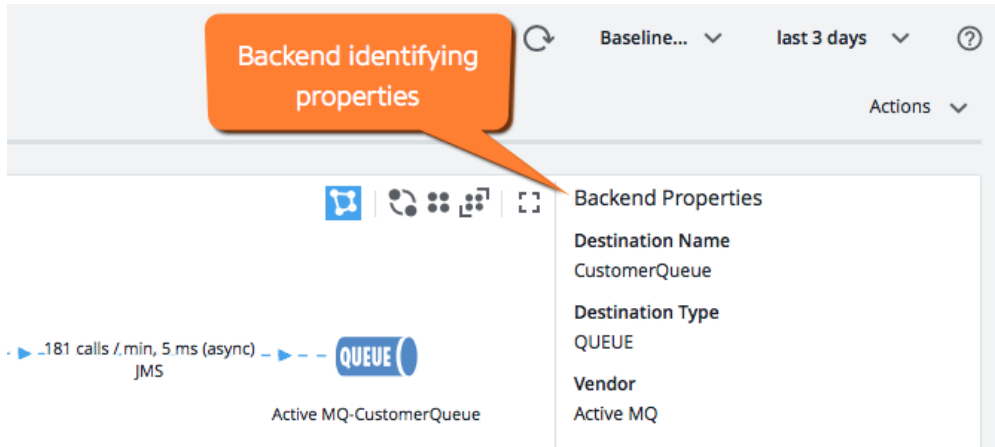 Backend identifying
properties
Baseline...
last 3 days
?
Actions
Backend Properties
Destination Name
CustomerQueue
Destination Type
QUEUE
Vendor
Active MQ
181 calls / min, 5 ms (async)
JMS
QUEUE
Active MQ-CustomerQueue